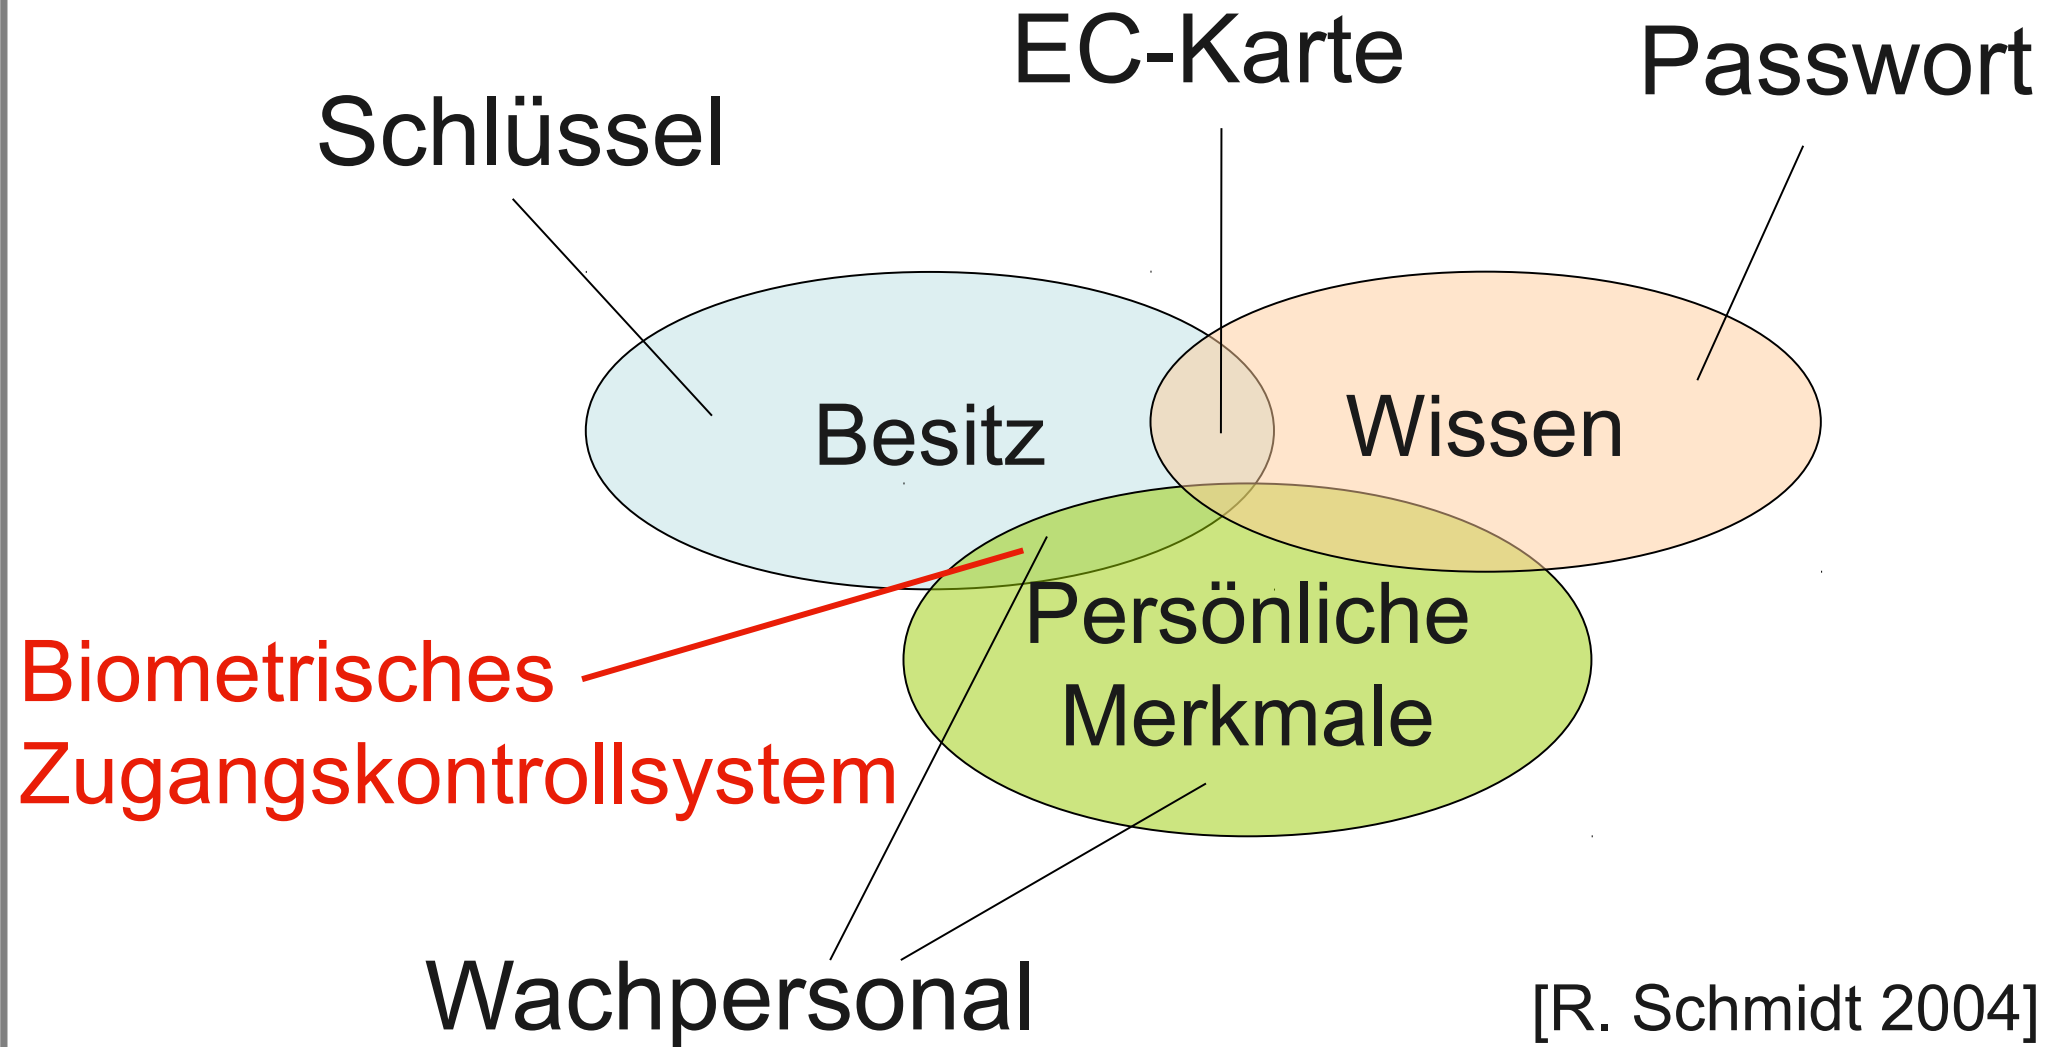 EC-Karte
Passwort
Schlüssel
Besitz
Wissen
Persönliche
Merkmale
Biometrisches
Zugangskontrollsystem
Wachpersonal
[R. Schmidt 2004]